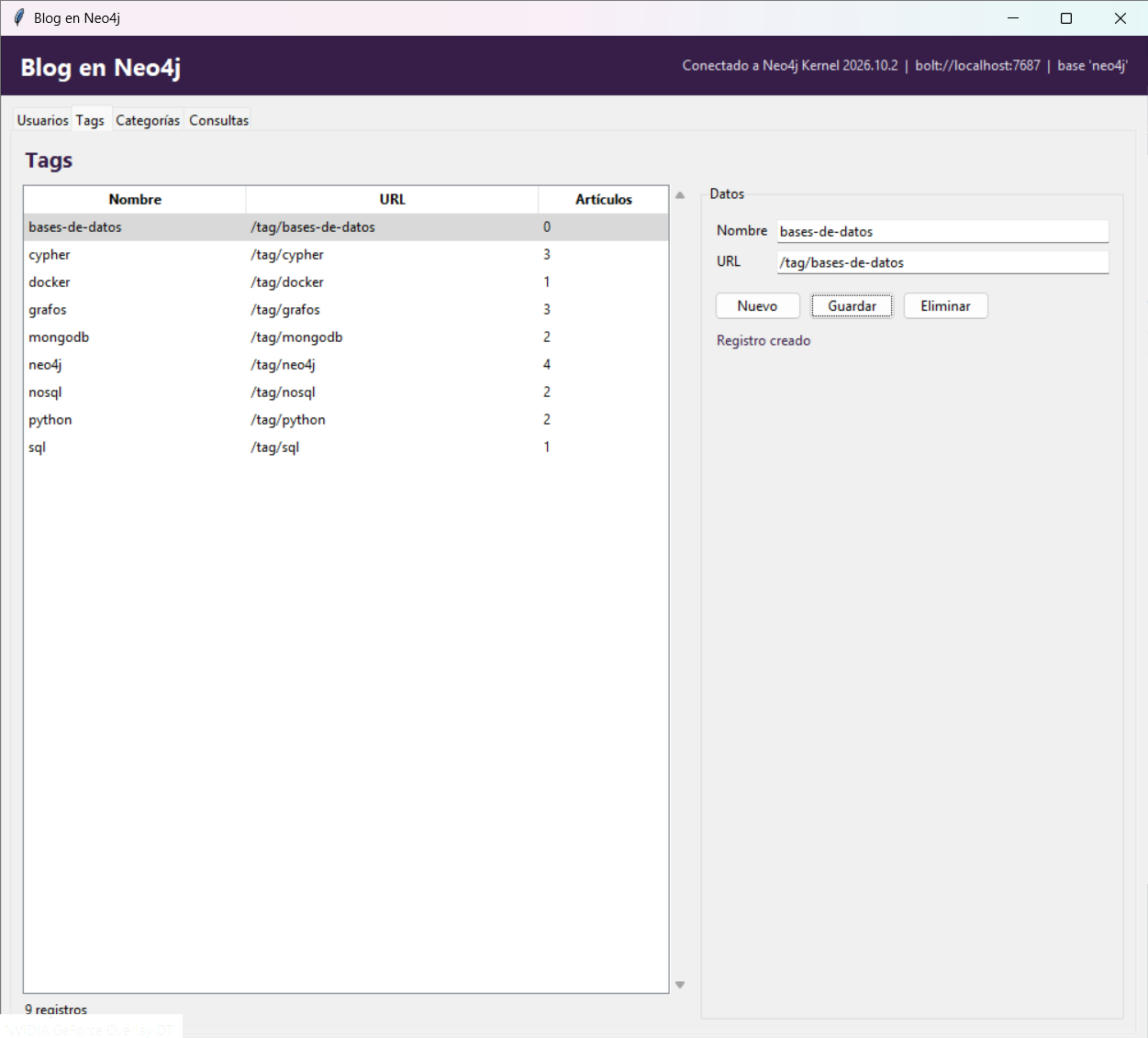 Blog en Neo4j
Blog en Neo4j
Conectado a Neo4j Kernel 2026.10.2 | bolt://localhost:7687 | base 'neo4j'
Usuarios Tags Categorías Consultas
Tags
Nombre URL Artículos
bases-de-datos /tag/bases-de-datos 0
cypher /tag/cypher 3
docker /tag/docker 1
grafos /tag/grafos 3
mongodb /tag/mongodb 2
neo4j /tag/neo4j 4
nosql /tag/nosql 2
python /tag/python 2
sql /tag/sql 1
9 registros
Datos
Nombre bases-de-datos
URL /tag/bases-de-datos
Nuevo Guardar Eliminar
Registro creado